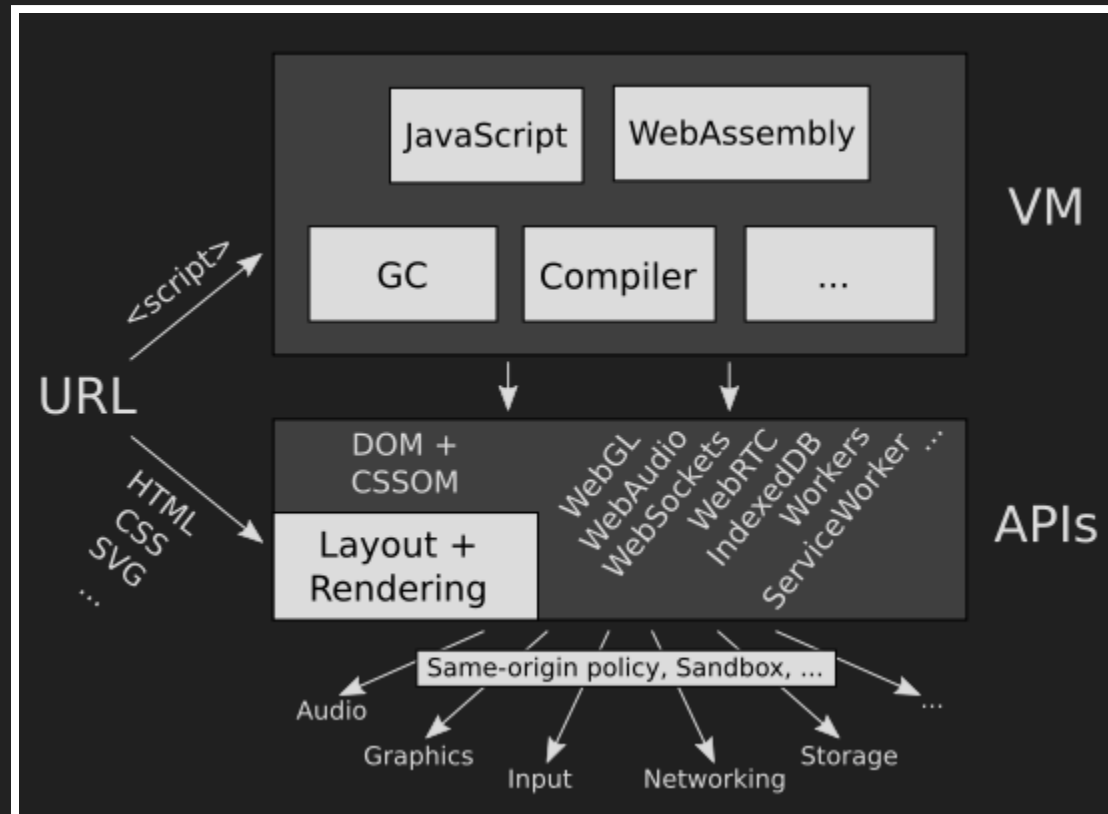 JavaScript
WebAssembly
VM
GC
Compiler
...
<script>
URL
HTML
CSS
SVG
...
DOM +
CSSOM
Layout +
Rendering
WebGL
WebAudio
WebSockets
WebRTC
IndexedDB
Workers
ServiceWorker
...
APIs
Same-origin policy, Sandbox, ...
Audio
Graphics
Input
Networking
Storage
...